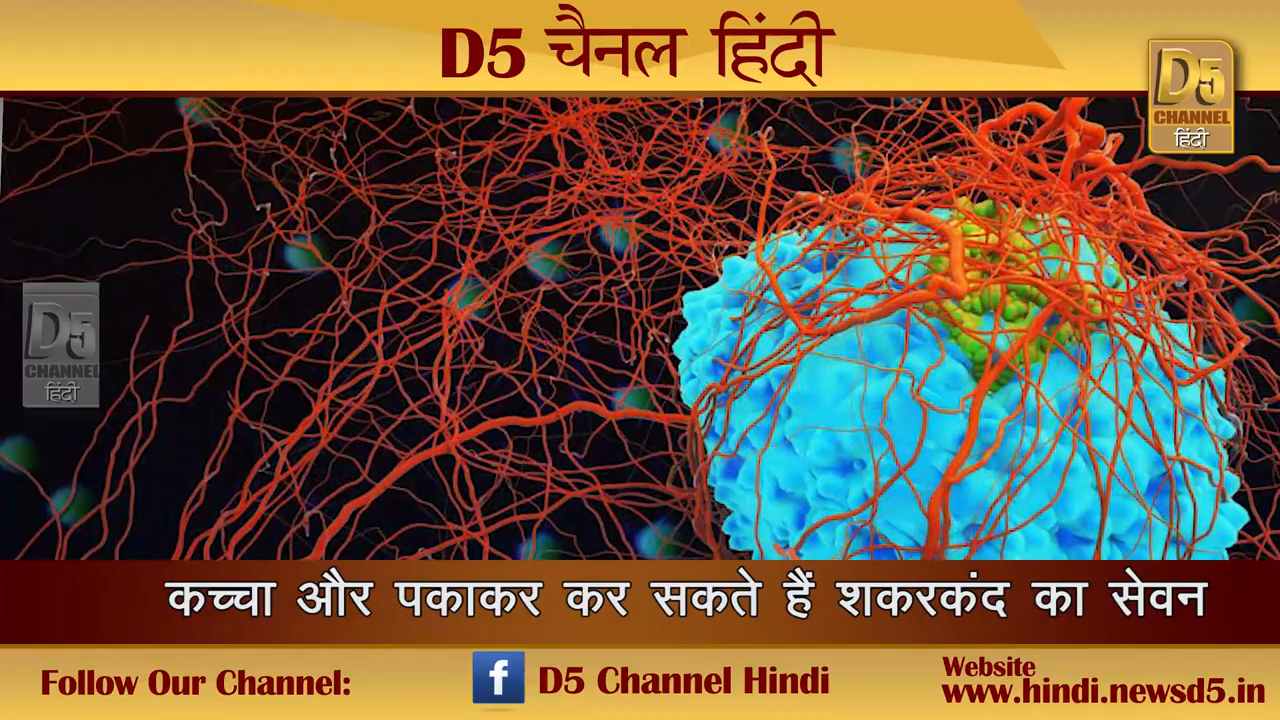 D5 चैनल हिंदी
D5
CHANNEL
हिंदी
D5
CHANNEL
हिंदी
कच्चा और पकाकर कर सकते हैं शकरकंद का सेवन
Follow Our Channel:
f D5 Channel Hindi
Website
www.hindi.newsd5.in